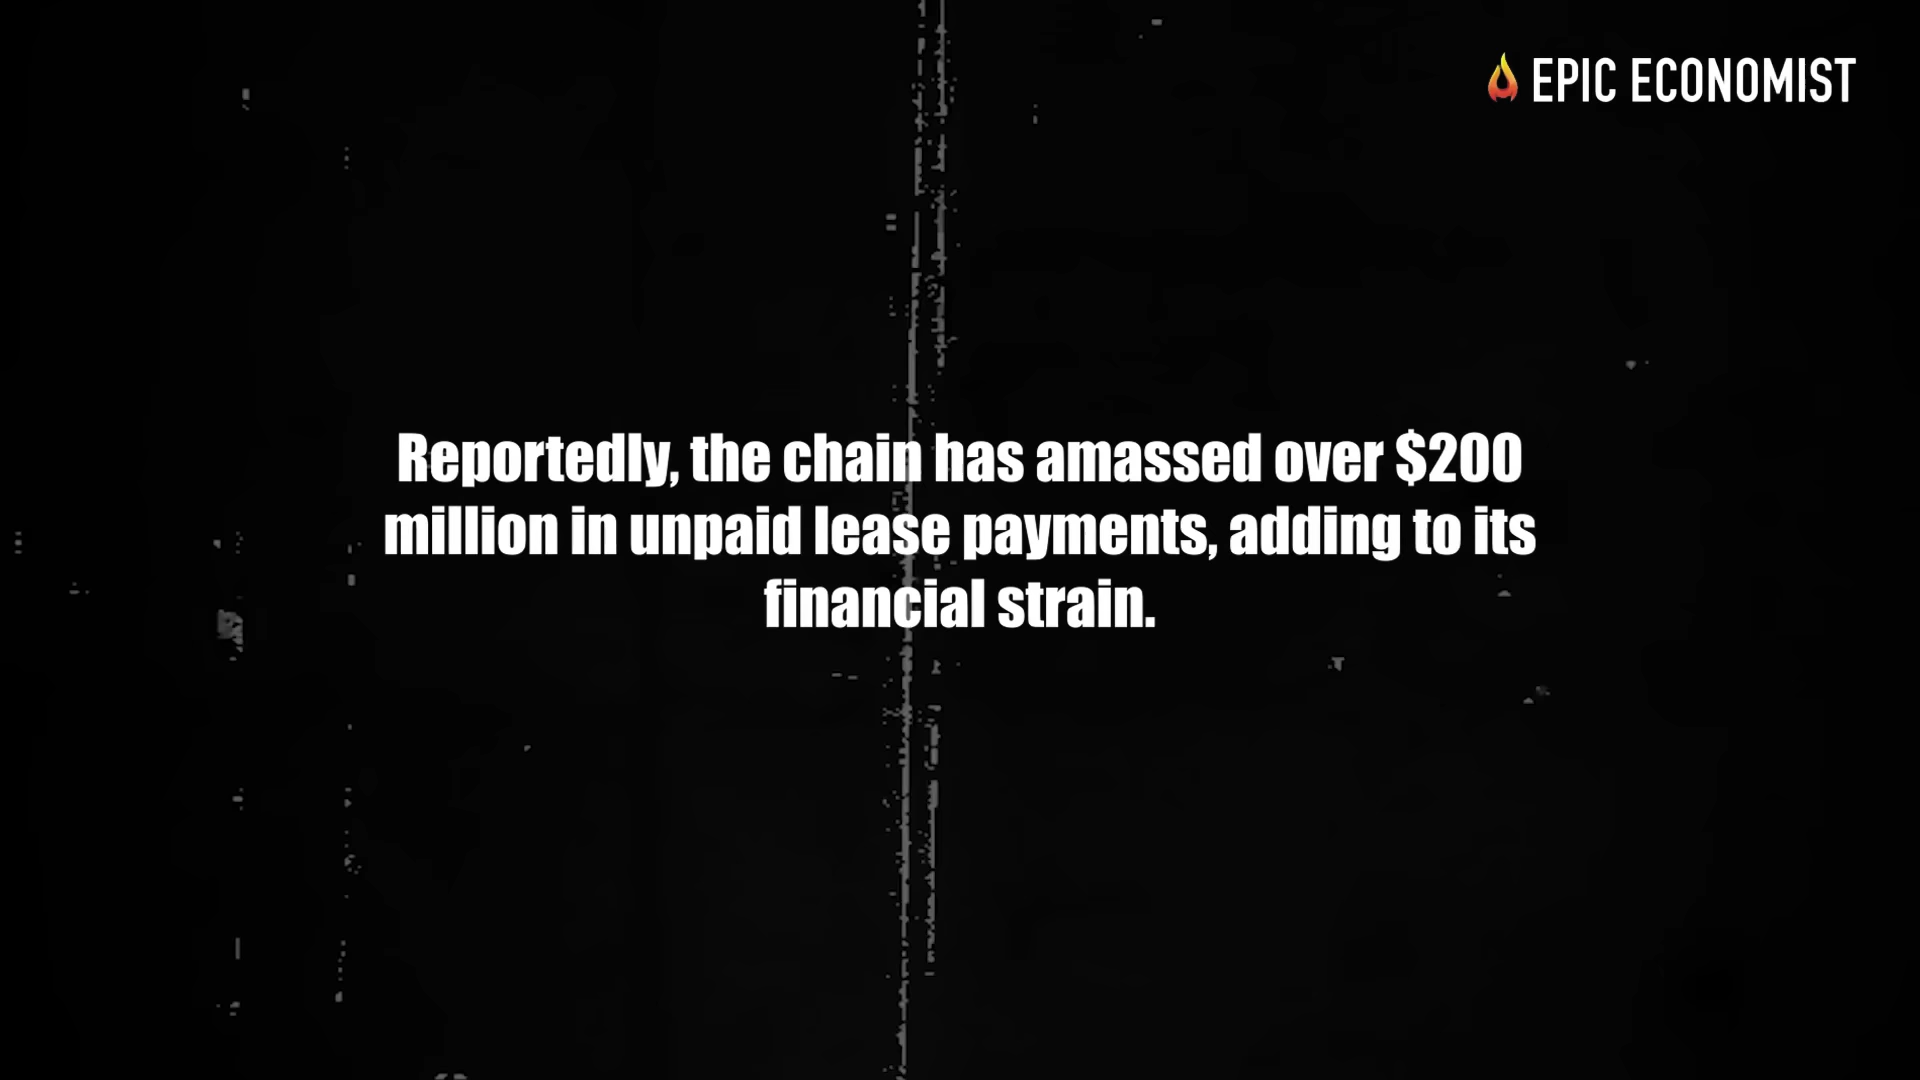 EPIC ECONOMIST
Reportedly, the chain has amassed over $200
million in unpaid lease payments, adding to its
financial strain.